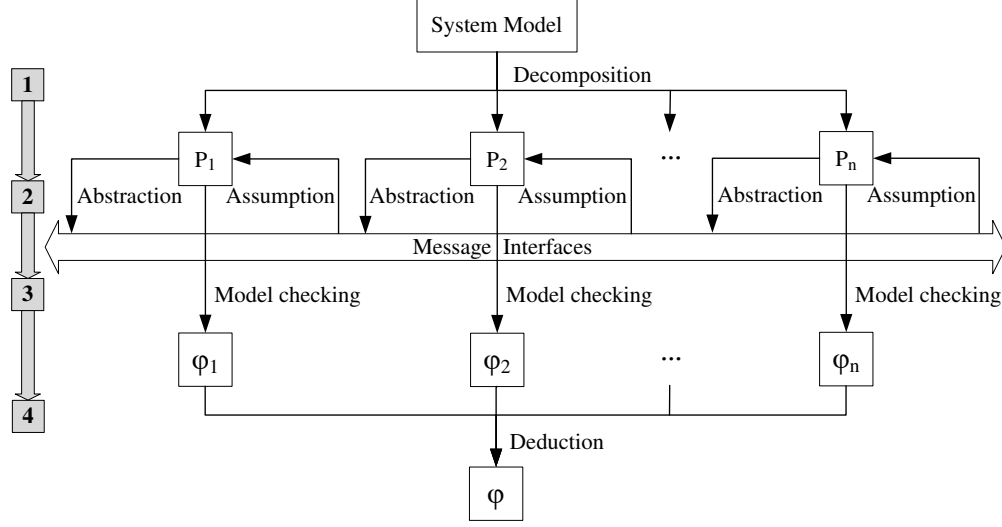 System Model
1
Decomposition
P1
P2
...
Pn
Abstraction
Assumption
Abstraction
Assumption
Abstraction
Assumption
2
Message Interfaces
3
Model checking
Model checking
Model checking
φ1
φ2
...
φn
4
Deduction
φ